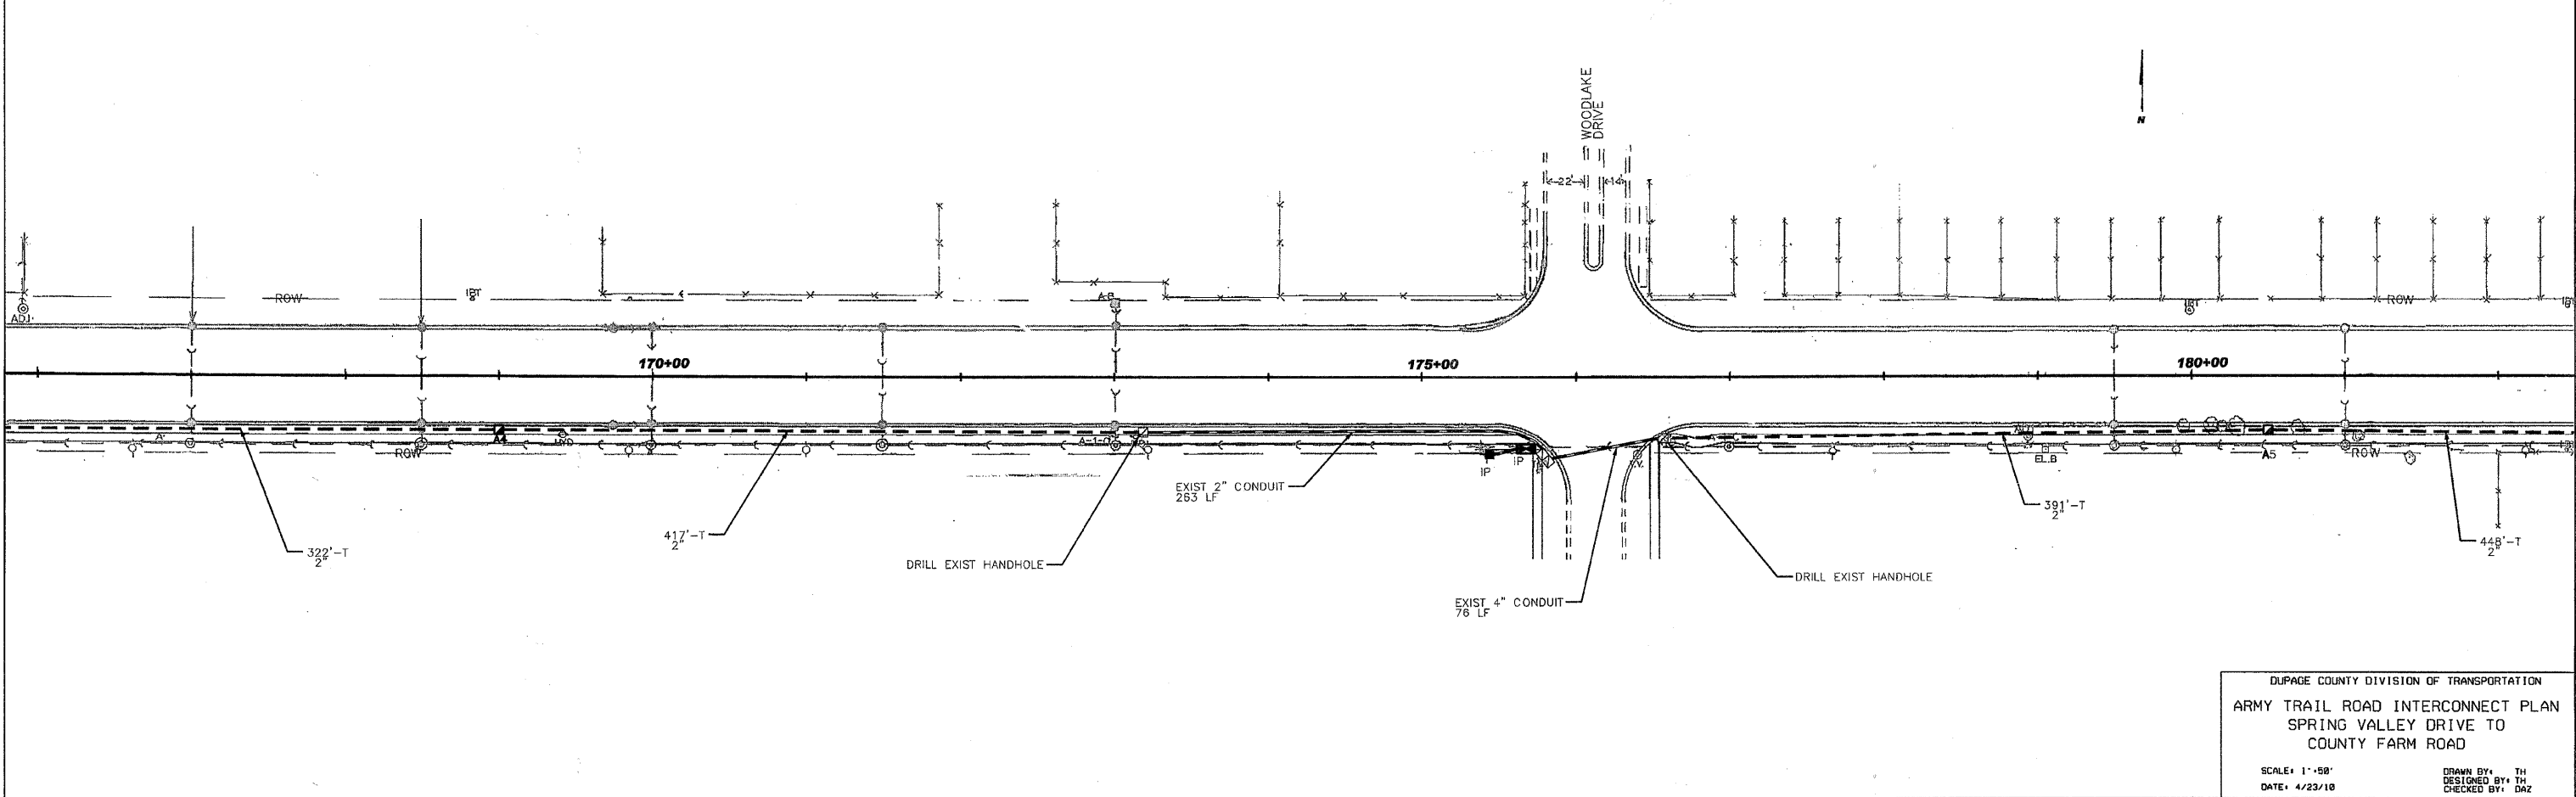 WOODLAKE
DRIVE
N
22'
14'
ROW
IPT
A-8
IPT
ROW
ADJ.
170+00
175+00
180+00
A4
HYD
ROW
IP
IP
EL.B
A5
ROW
EXIST 2" CONDUIT
263 LF
322'-T
2"
417'-T
2"
DRILL EXIST HANDHOLE
EXIST 4" CONDUIT
76 LF
DRILL EXIST HANDHOLE
391'-T
2"
448'-T
2"
DUPAGE COUNTY DIVISION OF TRANSPORTATION
ARMY TRAIL ROAD INTERCONNECT PLAN
SPRING VALLEY DRIVE TO
COUNTY FARM ROAD
SCALE: 1"=50'
DATE: 4/23/10
DRAWN BY: TH
DESIGNED BY: TH
CHECKED BY: DAZ